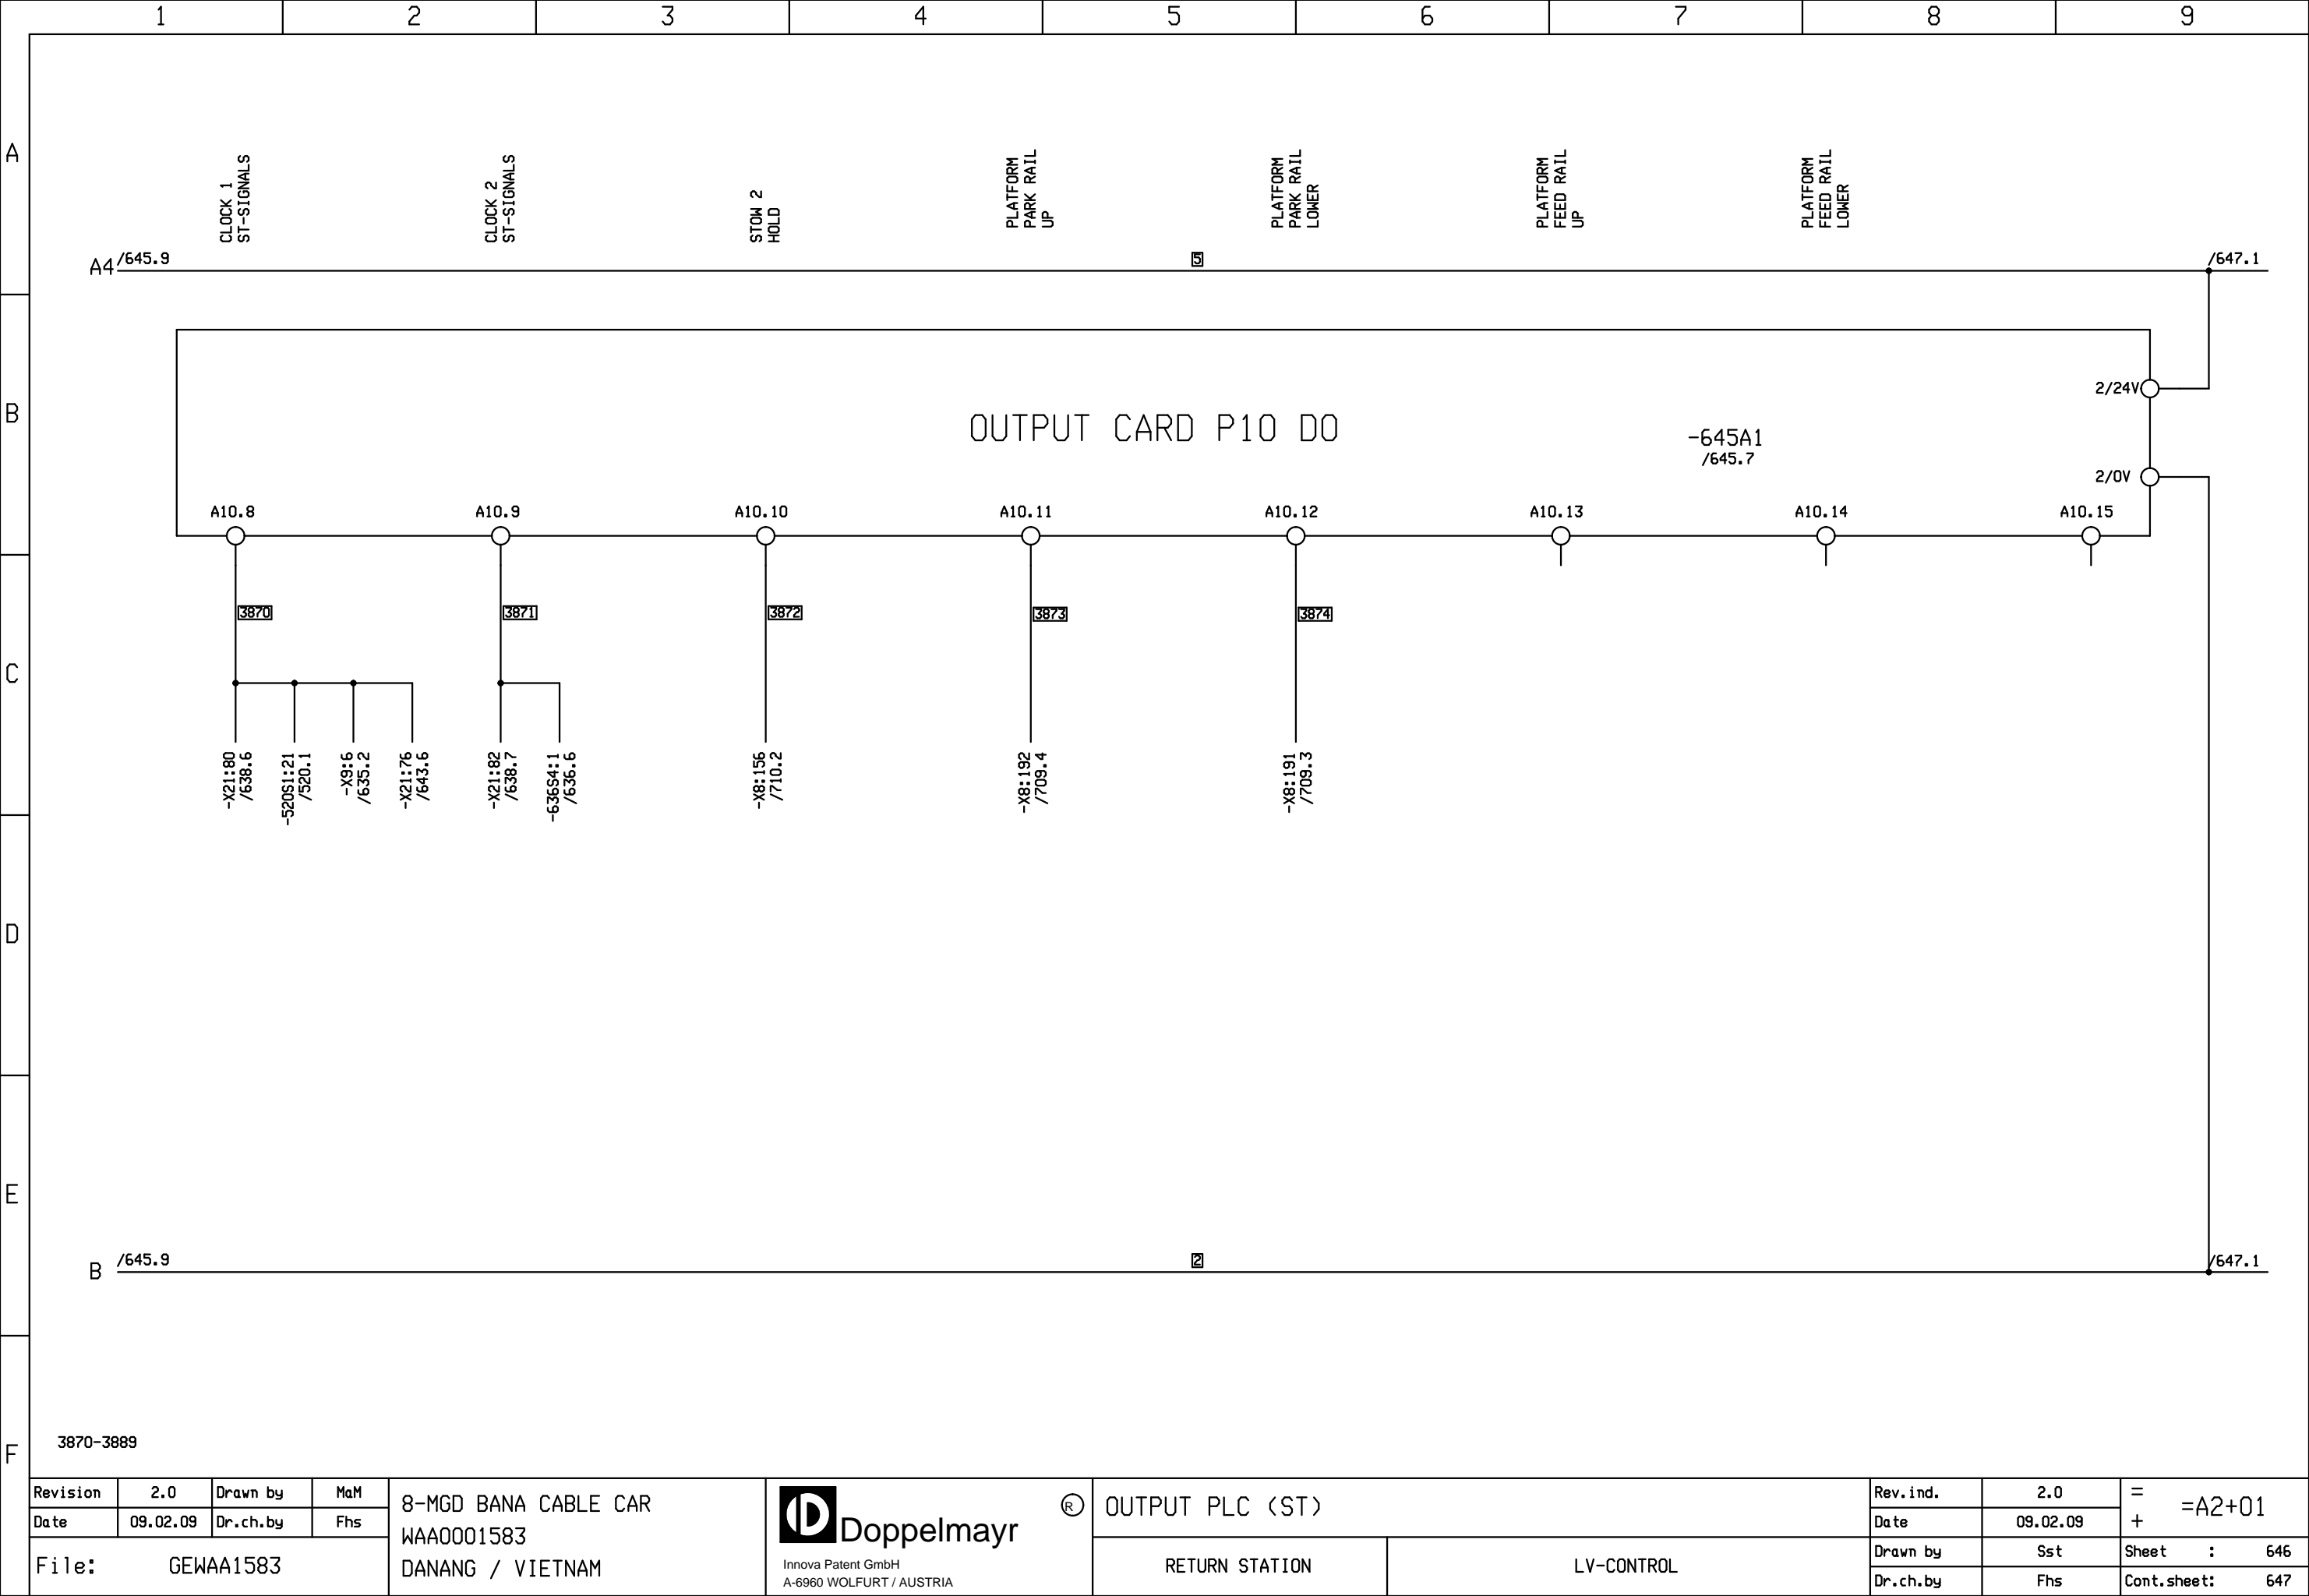 1 2 3 4 5 6 7 8 9
A
CLOCK 1
ST-SIGNALS
CLOCK 2
ST-SIGNALS
STOW 2
HOLD
PLATFORM
PARK RAIL
UP
PLATFORM
PARK RAIL
LOWER
PLATFORM
FEED RAIL
UP
PLATFORM
FEED RAIL
LOWER
A4 /645.9 5 /647.1
B
2/24V
OUTPUT CARD P10 DO
-645A1
/645.7
2/0V
A10.8 A10.9 A10.10 A10.11 A10.12 A10.13 A10.14 A10.15
3870 3871 3872 3873 3874
C
-X21:80
/638.6
-520S1:21
/520.1
-X9:6
/635.2
-X21:76
/643.6
-X21:82
/638.7
-636S4:1
/636.6
-X8:156
/710.2
-X8:192
/709.4
-X8:191
/709.3
D
E
B /645.9 2 /647.1
F
3870-3889
Revision 2.0 Drawn by MaM
Date 09.02.09 Dr.ch.by Fhs
File: GEWAA1583
8-MGD BANA CABLE CAR
WAA0001583
DANANG / VIETNAM
Doppelmayr
R
Innova Patent GmbH
A-6960 WOLFURT / AUSTRIA
OUTPUT PLC (ST)
RETURN STATION LV-CONTROL
Rev.ind. 2.0
Date 09.02.09
Drawn by Sst
Dr.ch.by Fhs
=
+
=A2+01
Sheet : 646
Cont.sheet: 647